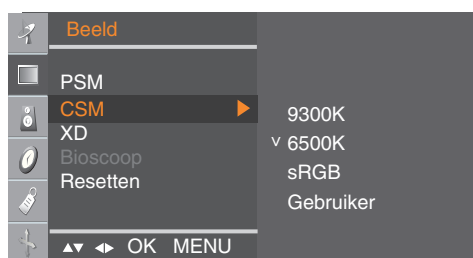 Beeld
PSM
CSM
XD
Bioscoop
Resetten
9300K
v 6500K
sRGB
Gebruiker
▲▼ ◀▶ OK MENU